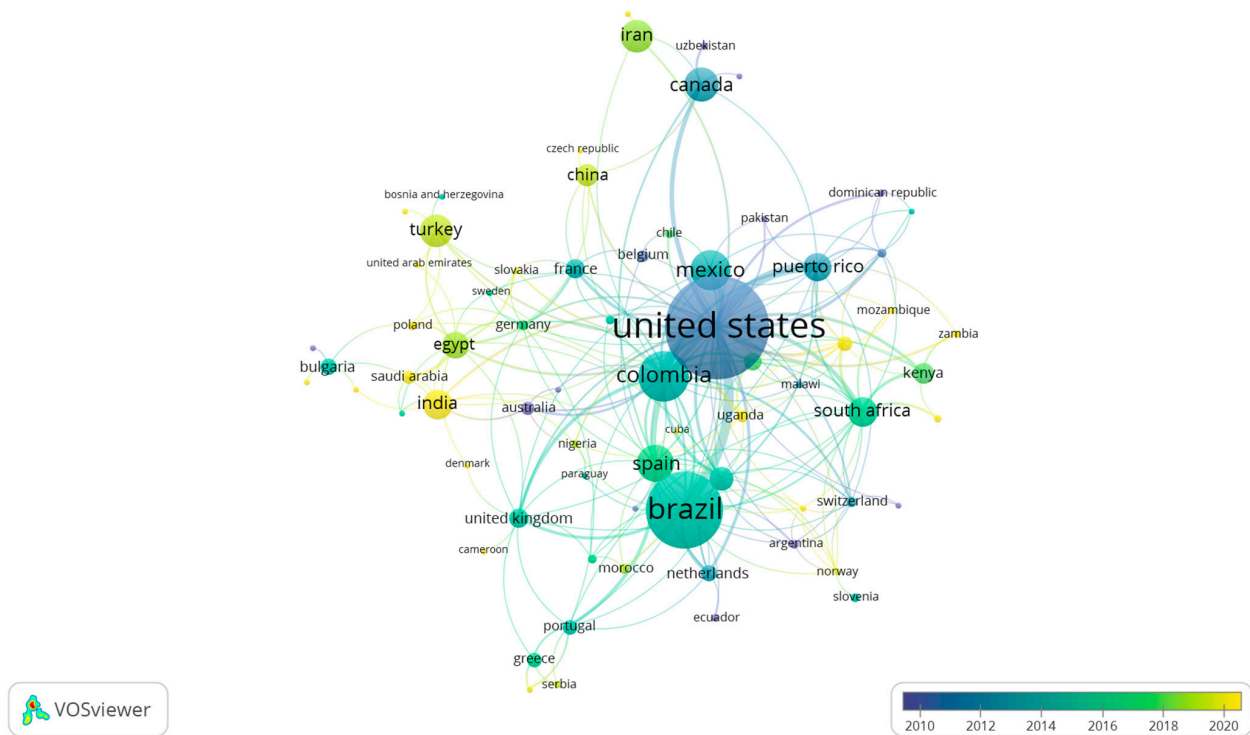 iran
uzbekistan
canada
czech republic
china
bosnia and herzegovina
dominican republic
pakistan
turkey
chile
belgium
united arab emirates
slovakia
france
mexico
puerto rico
sweden
mozambique
poland
germany
united states
zambia
egypt
bulgaria
saudi arabia
colombia
malawi
kenya
india
australia
uganda
south africa
cuba
nigeria
denmark
paraguay
spain
switzerland
united kingdom
brazil
cameroon
argentina
morocco
netherlands
norway
slovenia
ecuador
portugal
greece
serbia
VOSviewer
2010 2012 2014 2016 2018 2020